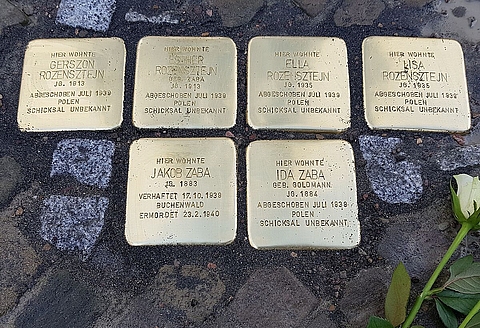 HIER WOHNTE
GERSZON
ROZENSZTEJN
JG. 1913
ABGESCHOBEN JULI 1939
POLEN
SCHICKSAL UNBEKANNT
HIER WOHNTE
ESTHER
ROZENSZTEJN
GEB. ZABA
JG. 1913
ABGESCHOBEN JULI 1939
POLEN
SCHICKSAL UNBEKANNT
HIER WOHNTE
ELLA
ROZENSZTEJN
JG. 1935
ABGESCHOBEN JULI 1939
POLEN
SCHICKSAL UNBEKANNT
HIER WOHNTE
LISA
ROZENSZTEJN
JG. 1935
ABGESCHOBEN JULI 1939
POLEN
SCHICKSAL UNBEKANNT
HIER WOHNTE
JAKOB ZABA
JG. 1883
VERHAFTET 17.10.1939
BUCHENWALD
ERMORDET 23.2.1940
HIER WOHNTE
IDA ZABA
GEB. GOLDMANN
JG. 1884
ABGESCHOBEN JULI 1939
POLEN
SCHICKSAL UNBEKANNT